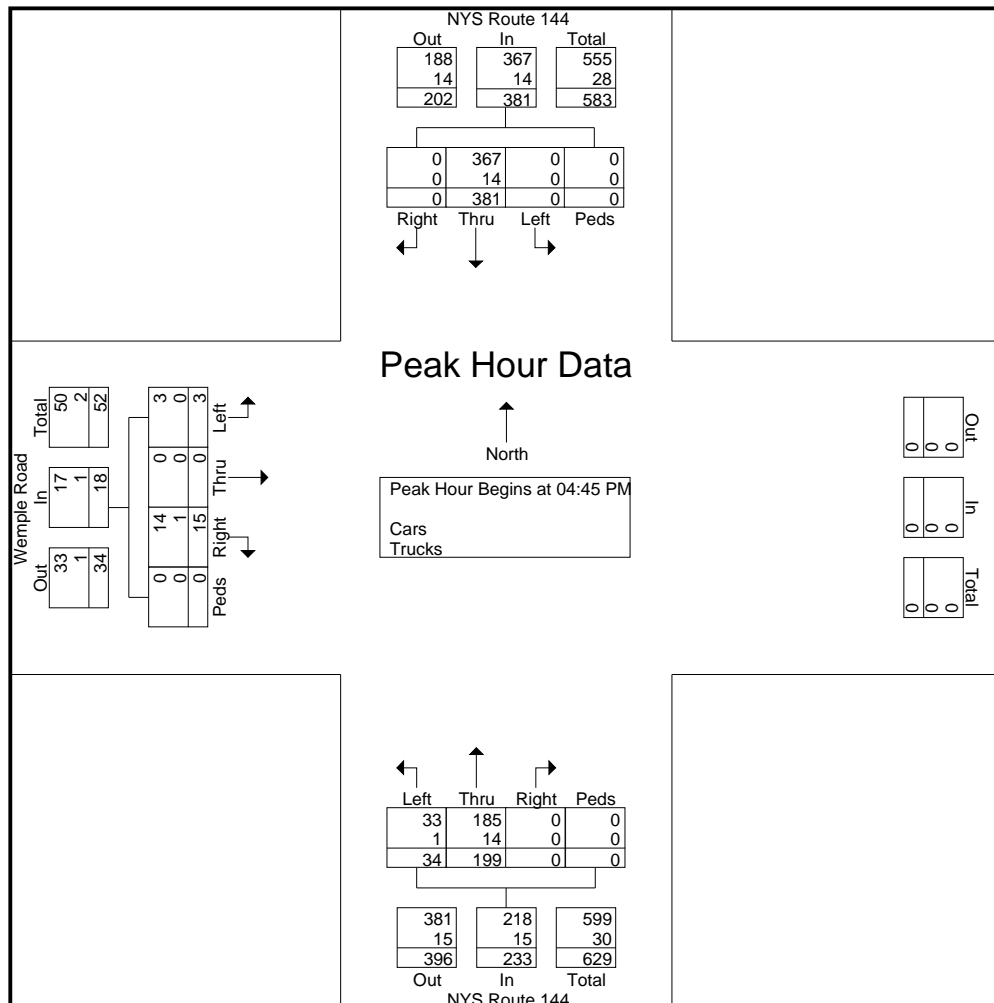 NYS Route 144
Out In Total
188 367 555
14 14 28
202 381 583
0 367 0 0
0 14 0 0
0 381 0 0
Right Thru Left Peds
Peak Hour Data
North
Peak Hour Begins at 04:45 PM
Cars
Trucks
Wemple Road
Out In Total
33 17 50
1 1 2
34 18 52
0 14 0 3
0 1 0 0
0 15 0 3
Peds Right Thru Left
Out In Total
0 0 0
0 0 0
0 0 0
Left Thru Right Peds
33 185 0 0
1 14 0 0
34 199 0 0
381 218 599
15 15 30
396 233 629
Out In Total
NYS Route 144